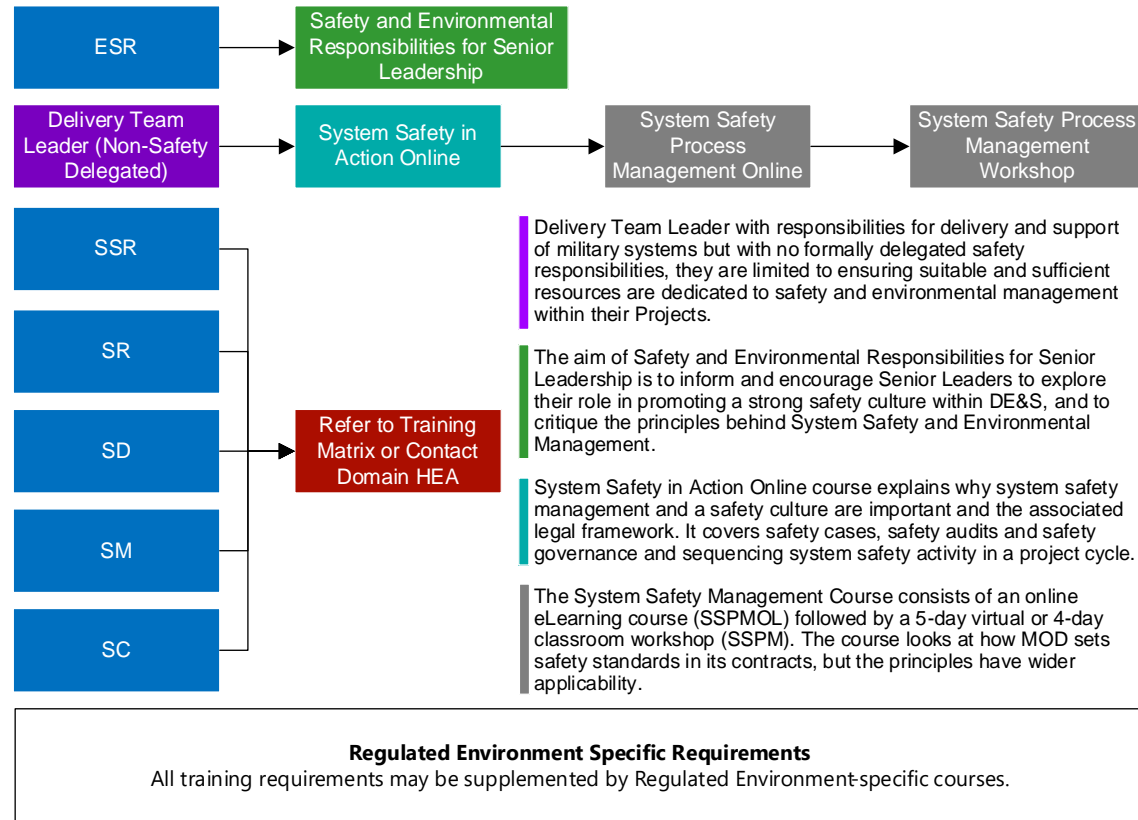 ESR
Safety and Environmental
Responsibilities for Senior
Leadership
Delivery Team
Leader (Non-Safety
Delegated)
System Safety in
Action Online
System Safety
Process
Management Online
System Safety Process
Management
Workshop
SSR
SR
SD
SM
SC
Refer to Training
Matrix or Contact
Domain HEA
Delivery Team Leader with responsibilities for delivery and support
of military systems but with no formally delegated safety
responsibilities, they are limited to ensuring suitable and sufficient
resources are dedicated to safety and environmental management
within their Projects.
The aim of Safety and Environmental Responsibilities for Senior
Leadership is to inform and encourage Senior Leaders to explore
their role in promoting a strong safety culture within DE&S, and to
critique the principles behind System Safety and Environmental
Management.
System Safety in Action Online course explains why system safety
management and a safety culture are important and the associated
legal framework. It covers safety cases, safety audits and safety
governance and sequencing system safety activity in a project cycle.
The System Safety Management Course consists of an online
eLearning course (SSPMOL) followed by a 5-day virtual or 4-day
classroom workshop (SSPM). The course looks at how MOD sets
safety standards in its contracts, but the principles have wider
applicability.
Regulated Environment Specific Requirements
All training requirements may be supplemented by Regulated Environment-specific courses.